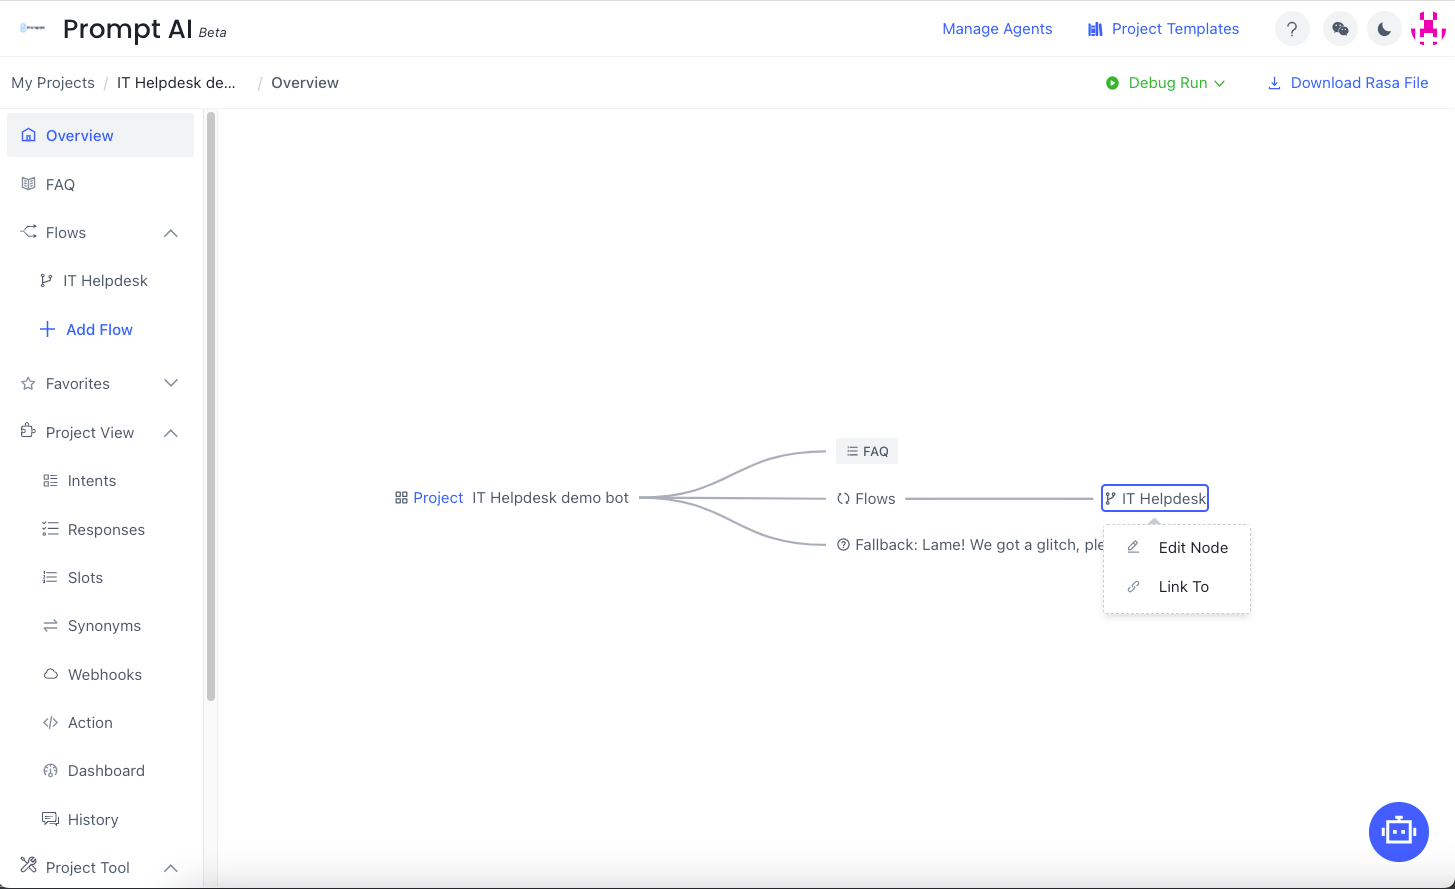 Prompt AI Beta
Manage Agents
Project Templates
?
My Projects / IT Helpdesk de... / Overview
Debug Run
Download Rasa File
Overview
FAQ
Flows
IT Helpdesk
Add Flow
Favorites
Project View
Intents
Responses
Slots
Synonyms
Webhooks
Action
Dashboard
History
Project Tool
FAQ
Project IT Helpdesk demo bot
Flows
IT Helpdesk
Fallback: Lame! We got a glitch, ple
Edit Node
Link To